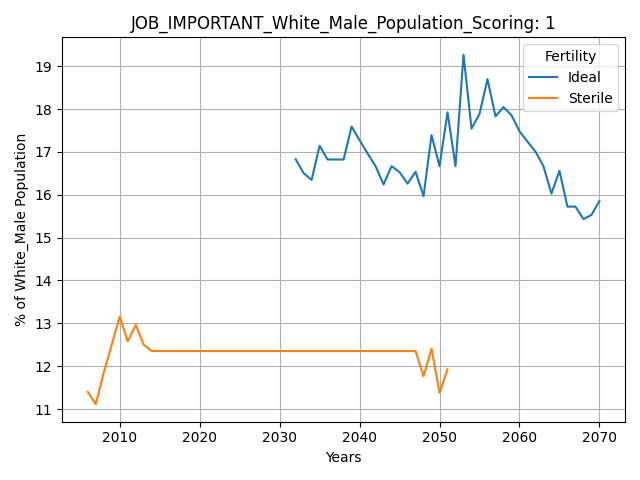 JOB_IMPORTANT_White_Male_Population_Scoring: 1
% of White_Male Population
19
18
17
16
15
14
13
12
11
Fertility
Ideal
Sterile
2010 2020 2030 2040 2050 2060 2070
Years